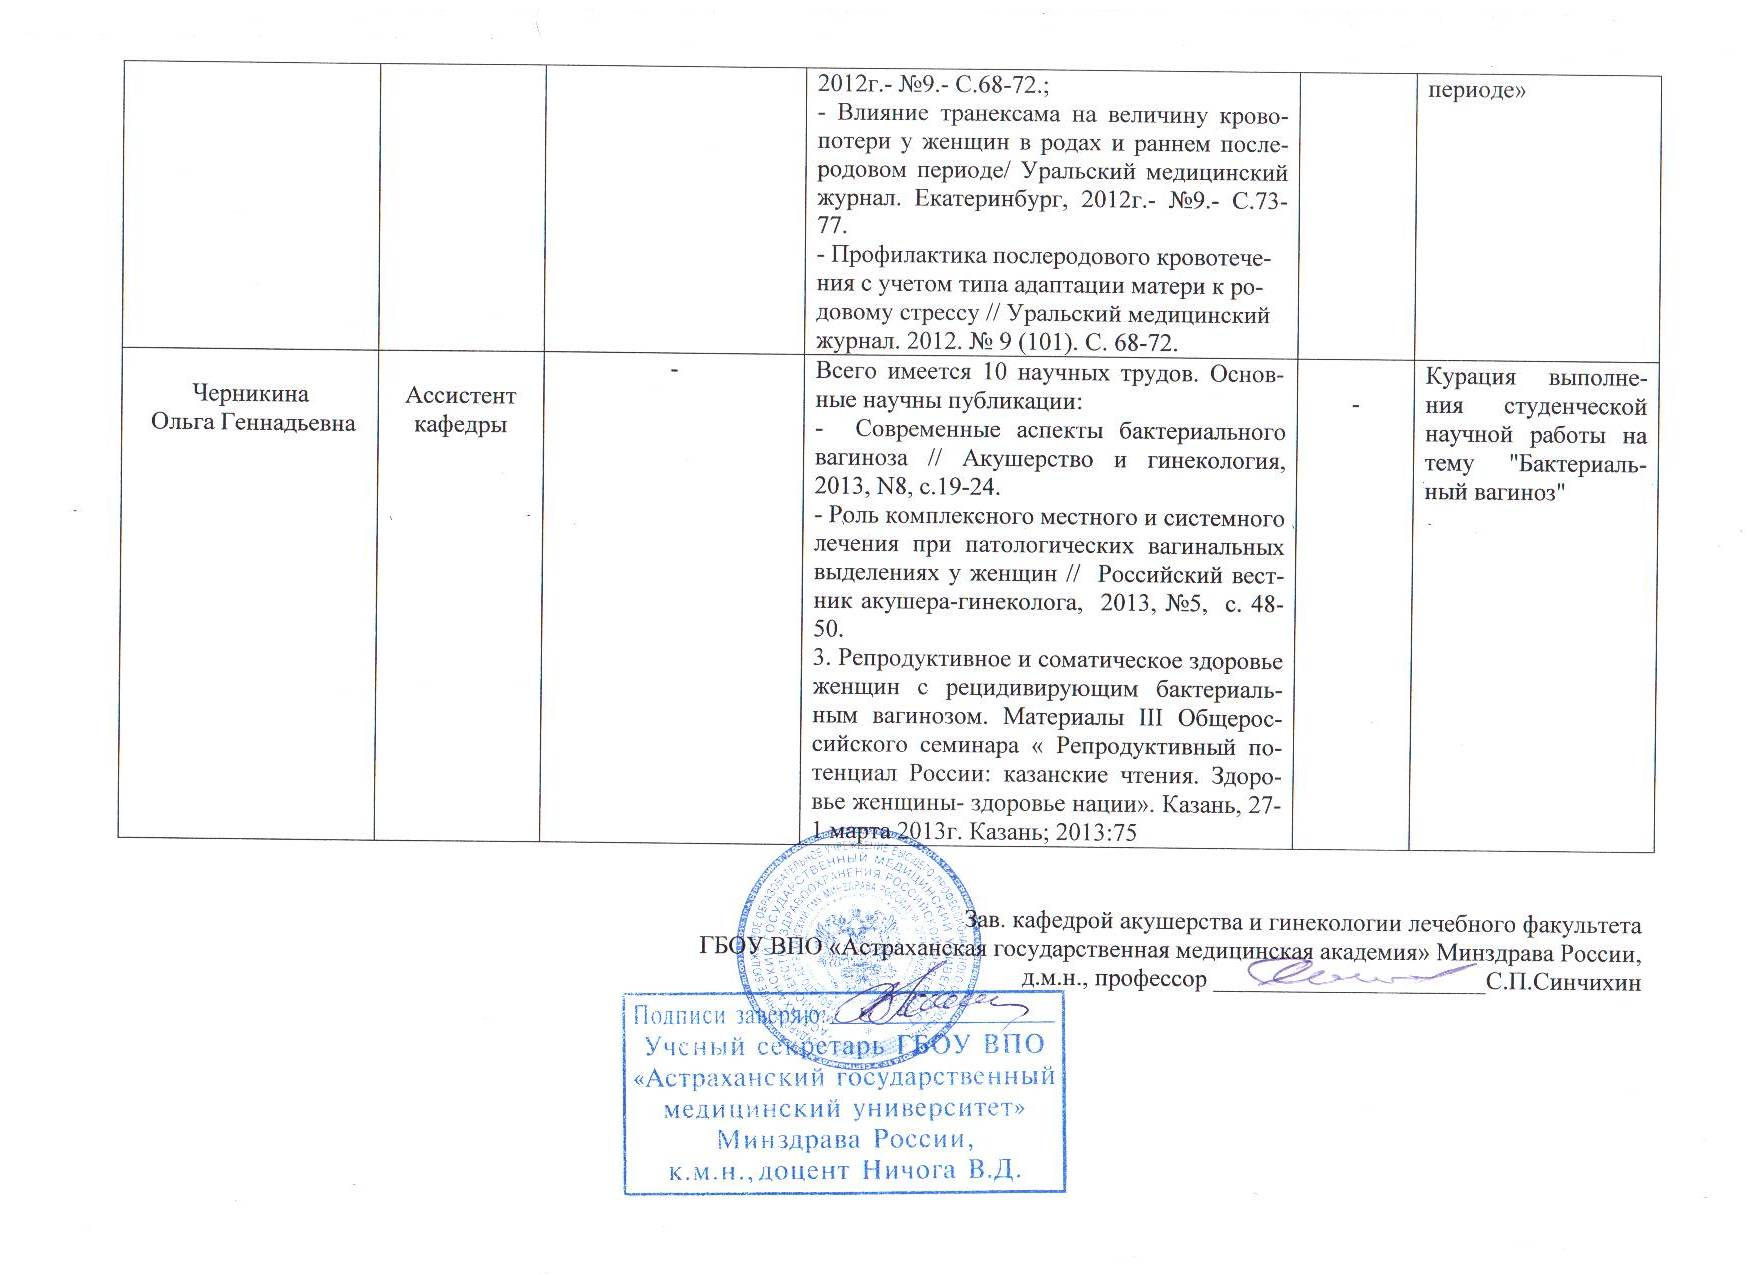 2012г.- №9.- С.68-72.;
- Влияние транексама на величину крово-
потери у женщин в родах и раннем после-
родовом периоде/ Уральский медицинский
журнал. Екатеринбург, 2012г.- №9.- С.73-
77.
- Профилактика послеродового кровотече-
ния с учетом типа адаптации матери к ро-
довому стрессу // Уральский медицинский
журнал. 2012. № 9 (101). С. 68-72.
периоде»
Черникина
Ольга Геннадьевна
Ассистент
кафедры
-
Всего имеется 10 научных трудов. Основ-
ные научны публикации:
- Современные аспекты бактериального
вагиноза // Акушерство и гинекология,
2013, N8, с.19-24.
- Роль комплексного местного и системного
лечения при патологических вагинальных
выделениях у женщин // Российский вест-
ник акушера-гинеколога, 2013, №5, с. 48-
50.
3. Репродуктивное и соматическое здоровье
женщин с рецидивирующим бактериаль-
ным вагинозом. Материалы III Общерос-
сийского семинара « Репродуктивный по-
тенциал России: казанские чтения. Здоро-
вье женщины- здоровье нации». Казань, 27-
1 марта 2013г. Казань; 2013:75
-
Курация выполне-
ния студенческой
научной работы на
тему "Бактериаль-
ный вагиноз"
Зав. кафедрой акушерства и гинекологии лечебного факультета
ГБОУ ВПО «Астраханская государственная медицинская академия» Минздрава России,
д.м.н., профессор ______________________С.П.Синчихин
Подписи заверяю:
Ученый секретарь ГБОУ ВПО
«Астраханский государственный
медицинский университет»
Минздрава России,
к.м.н.,доцент Ничога В.Д.